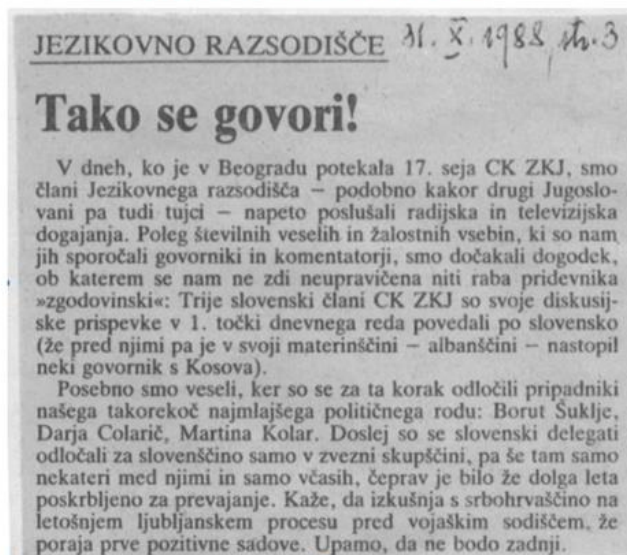 JEZIKOVNO RAZSODIŠČE 31. X. 1988, str. 3
Tako se govori!
V dneh, ko je v Beogradu potekala 17. seja CK ZKJ, smo
člani Jezikovnega razsodišča — podobno kakor drugi Jugoslo-
vani pa tudi tujci — napeto poslušali radijska in televizijska
dogajanja. Poleg številnih veselih in žalostnih vsebin, ki so nam
jih sporočali govorniki in komentatorji, smo dočakali dogodek,
ob katerem se nam ne zdi neupravičena niti raba pridevnika
»zgodovinski«: Trije slovenski člani CK ZKJ so svoje diskusij-
ske prispevke v 1. točki dnevnega reda povedali po slovensko
(že pred njimi pa je v svoji materinščini — albanščini — nastopil
neki govornik s Kosova).
Posebno smo veseli, ker so se za ta korak odločili pripadniki
našega takorekoč najmlajšega političnega rodu: Borut Šuklje,
Darja Colarič, Martina Kolar. Doslej so se slovenski delegati
odločali za slovenščino samo v zvezni skupščini, pa še tam samo
nekateri med njimi in samo včasih, čeprav je bilo že dolga leta
poskrbljeno za prevajanje. Kaže, da izkušnja s srbohrvaščino na
letošnjem ljubljanskem procesu pred vojaškim sodiščem, že
poraja prve pozitivne sadove. Upamo, da ne bodo zadnji.